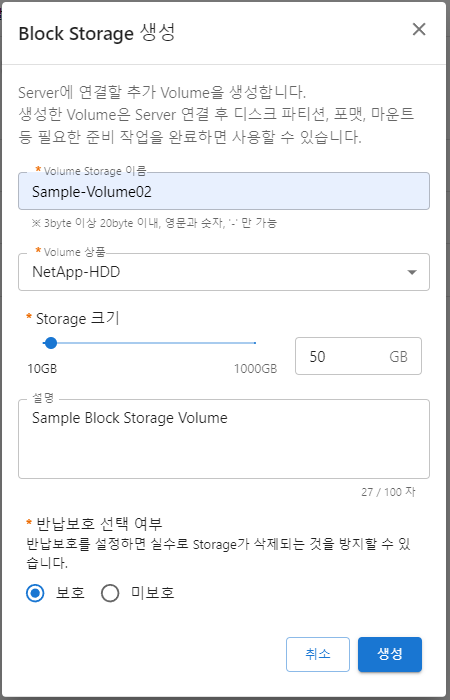 Block Storage 생성
Server에 연결할 추가 Volume을 생성합니다.
생성한 Volume은 Server 연결 후 디스크 파티션, 포맷, 마운트
등 필요한 준비 작업을 완료하면 사용할 수 있습니다.
* Volume Storage 이름
Sample-Volume02
※ 3byte 이상 20byte 이내, 영문과 숫자, '-' 만 가능
* Volume 상품
NetApp-HDD
* Storage 크기
10GB 1000GB
50 GB
설명
Sample Block Storage Volume
27 / 100 자
* 반납보호 선택 여부
반납보호를 설정하면 실수로 Storage가 삭제되는 것을 방지할 수 있
습니다.
보호 미보호
취소 생성